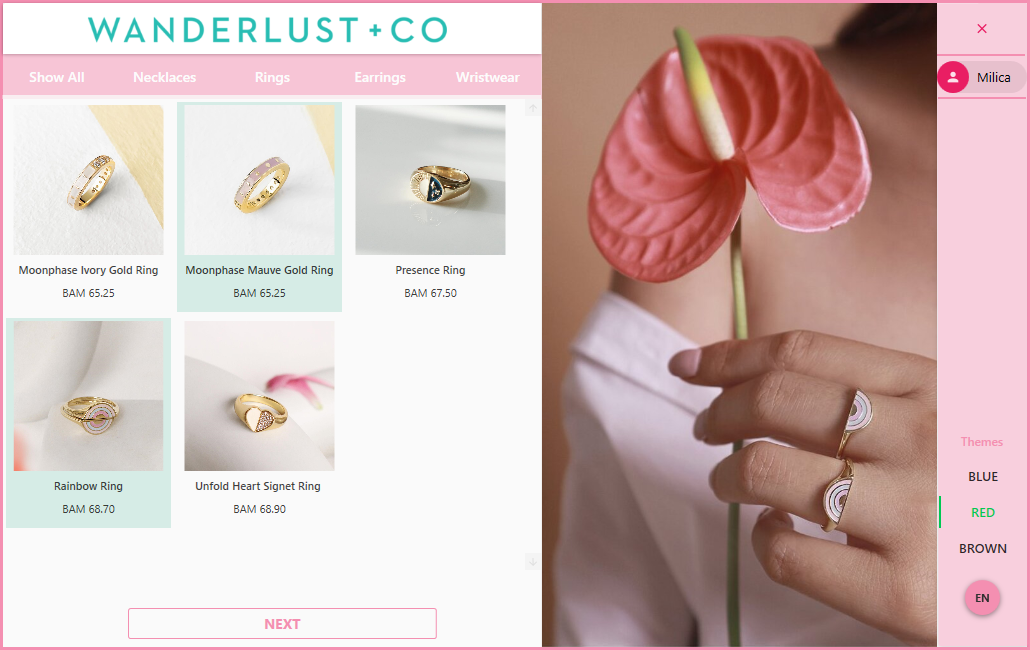 WANDERLUST + CO
Show All
Necklaces
Rings
Earrings
Wristwear
Milica
Moonphase Ivory Gold Ring
BAM 65.25
Moonphase Mauve Gold Ring
BAM 65.25
Presence Ring
BAM 67.50
Rainbow Ring
BAM 68.70
Unfold Heart Signet Ring
BAM 68.90
NEXT
Themes
BLUE
RED
BROWN
EN